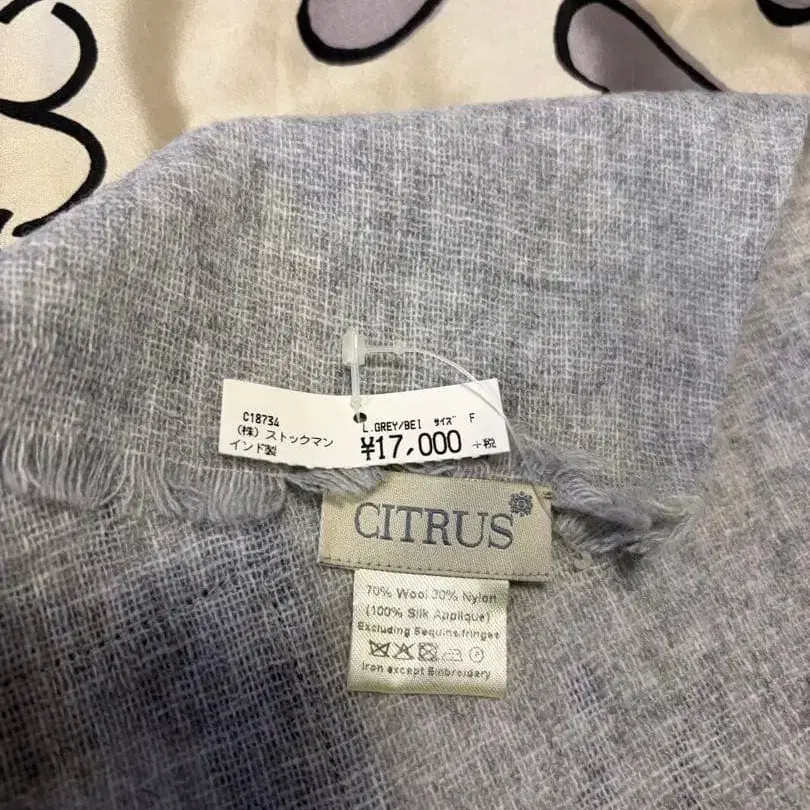 C18734
(株) ストックマン
インド製
L.GREY/BEI サイズ F
¥17,000 +税
CITRUS
70% Wool 30% Nylon
(100% Silk Applique)
Excluding Sequins fringes
Iron except Embroidery